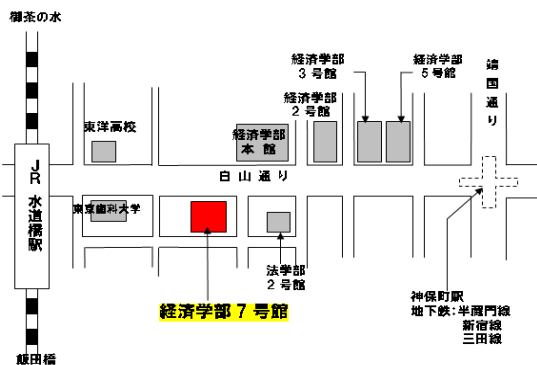 御茶の水
経済学部
3号館
経済学部
5号館
靖国通り
経済学部
2号館
東洋高校
経済学部
本館
JR 水道橋駅
白山通り
東京歯科大学
法学部
2号館
経済学部7号館
神保町駅
地下鉄:半蔵門線
新宿線
三田線
飯田橋